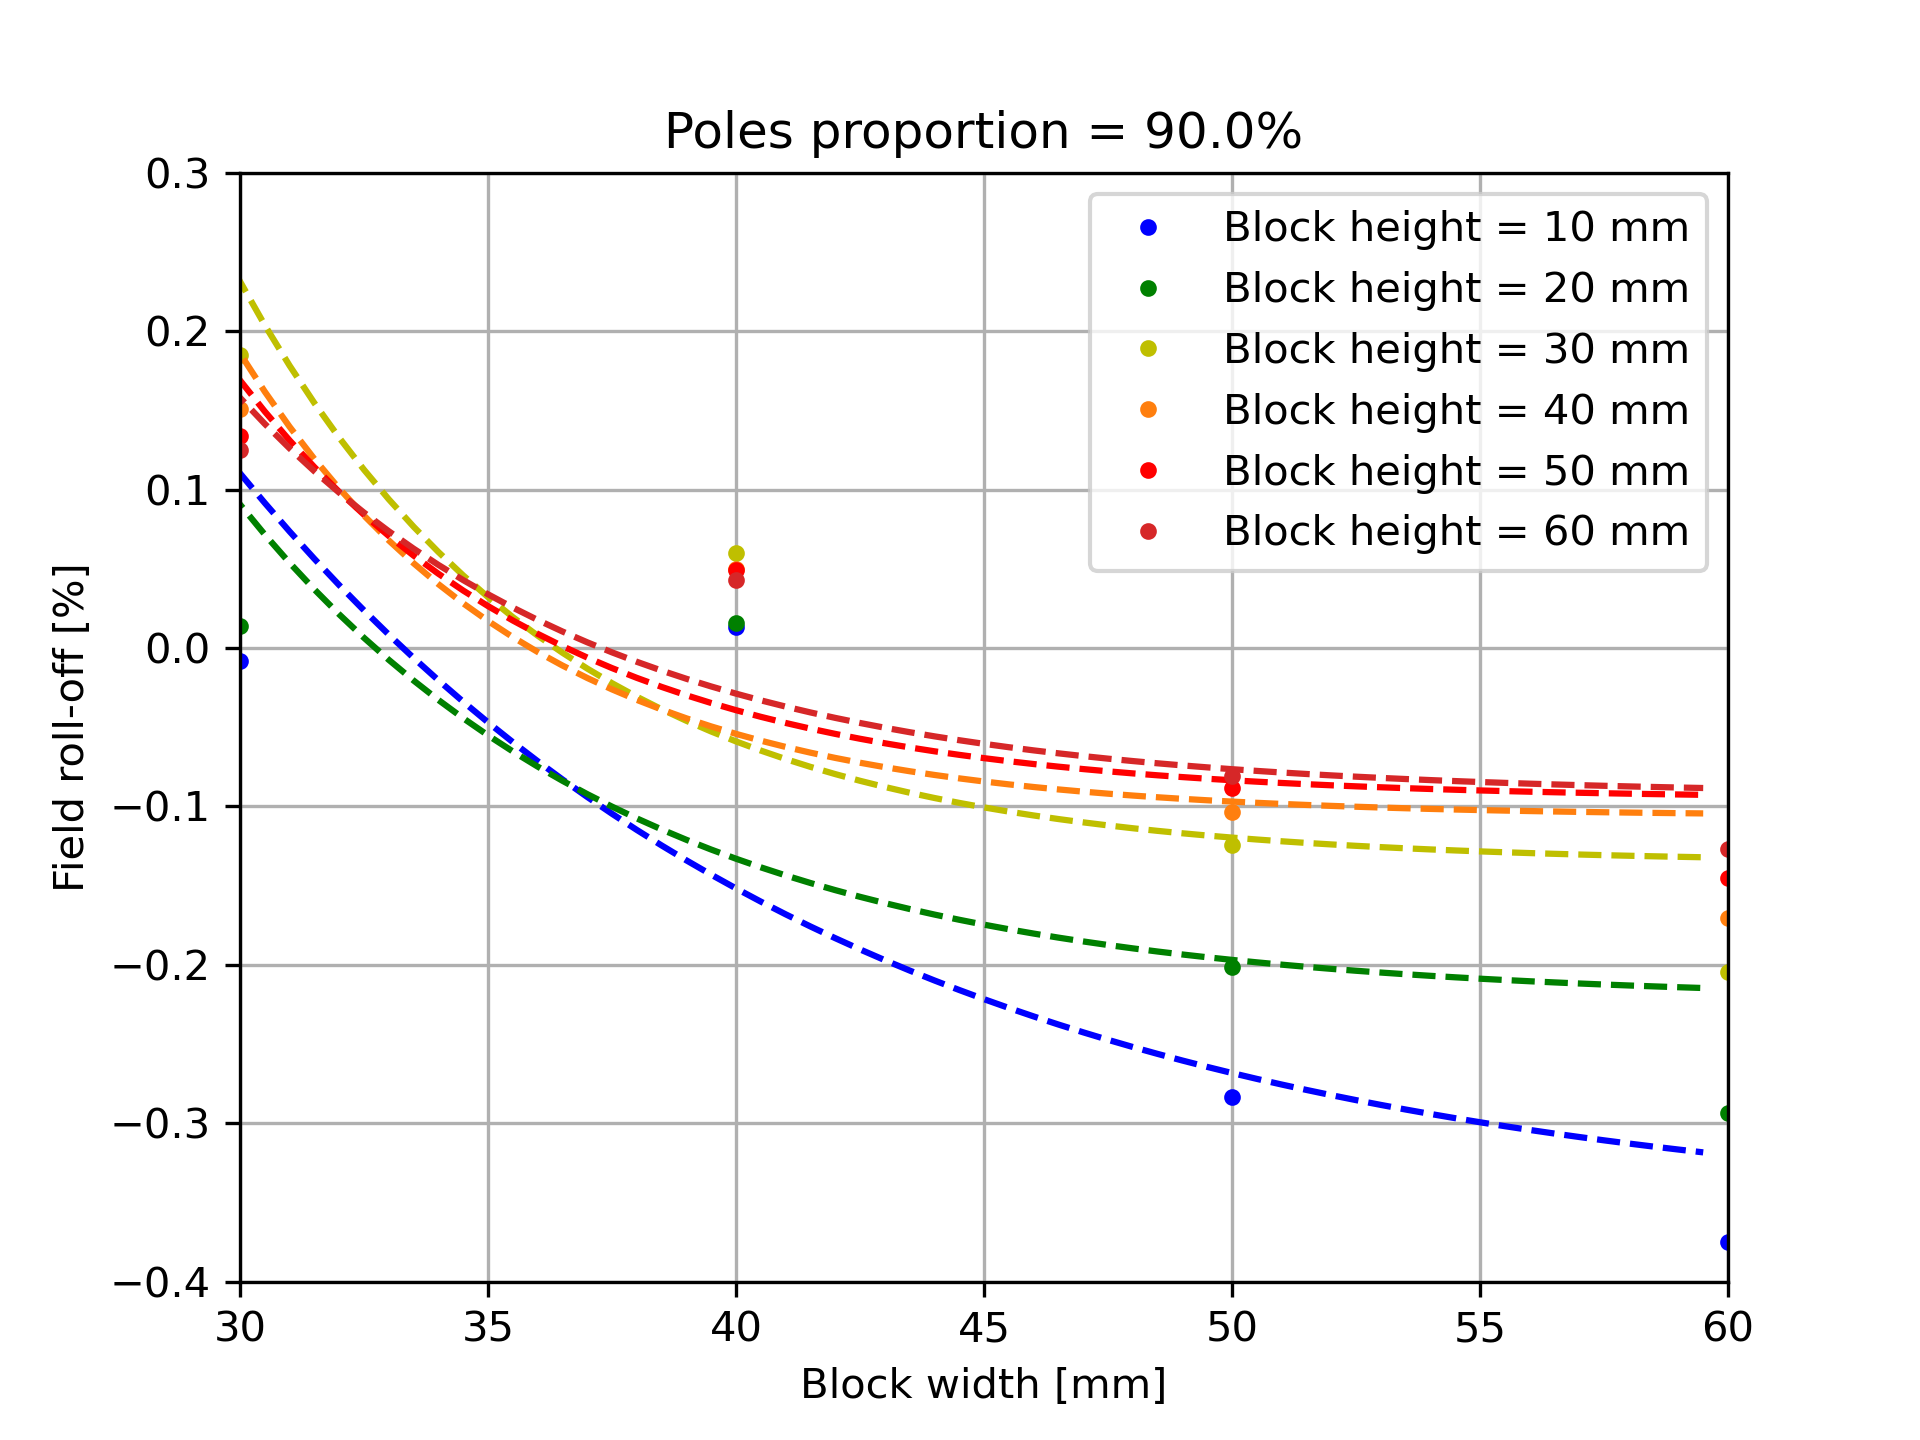 Poles proportion = 90.0%
0.3
0.2
0.1
0.0
−0.1
−0.2
−0.3
−0.4
Field roll-off [%]
Block height = 10 mm
Block height = 20 mm
Block height = 30 mm
Block height = 40 mm
Block height = 50 mm
Block height = 60 mm
30 35 40 45 50 55 60
Block width [mm]